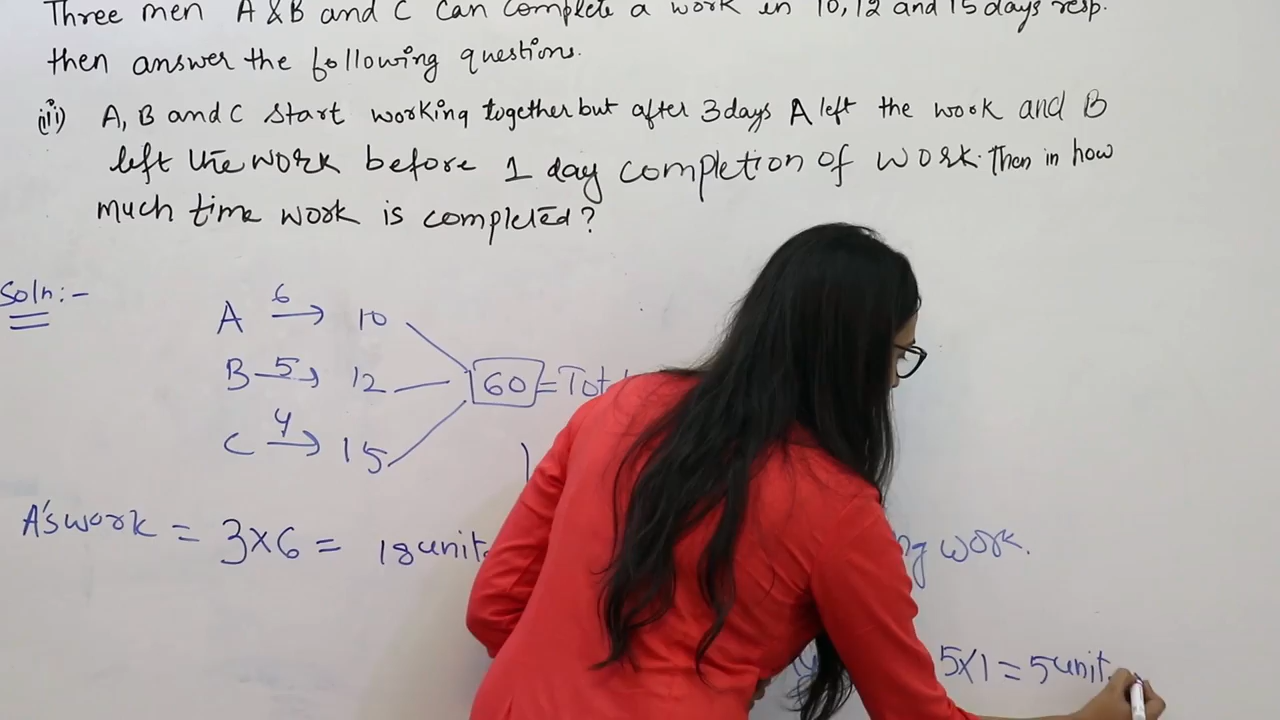 Three men A & B and C can complete a work in 10, 12 and 15 days resp.
then answer the following questions.
(iii) A, B and C start working together but after 3 days A left the work and B
left the work before 1 day completion of work. Then in how
much time work is completed?
Soln:-
A 6→ 10
B 5→ 12
60 = Tot
C 4→ 15
A's work = 3×6 = 18 unit
ng work.
5×1 = 5 unit.